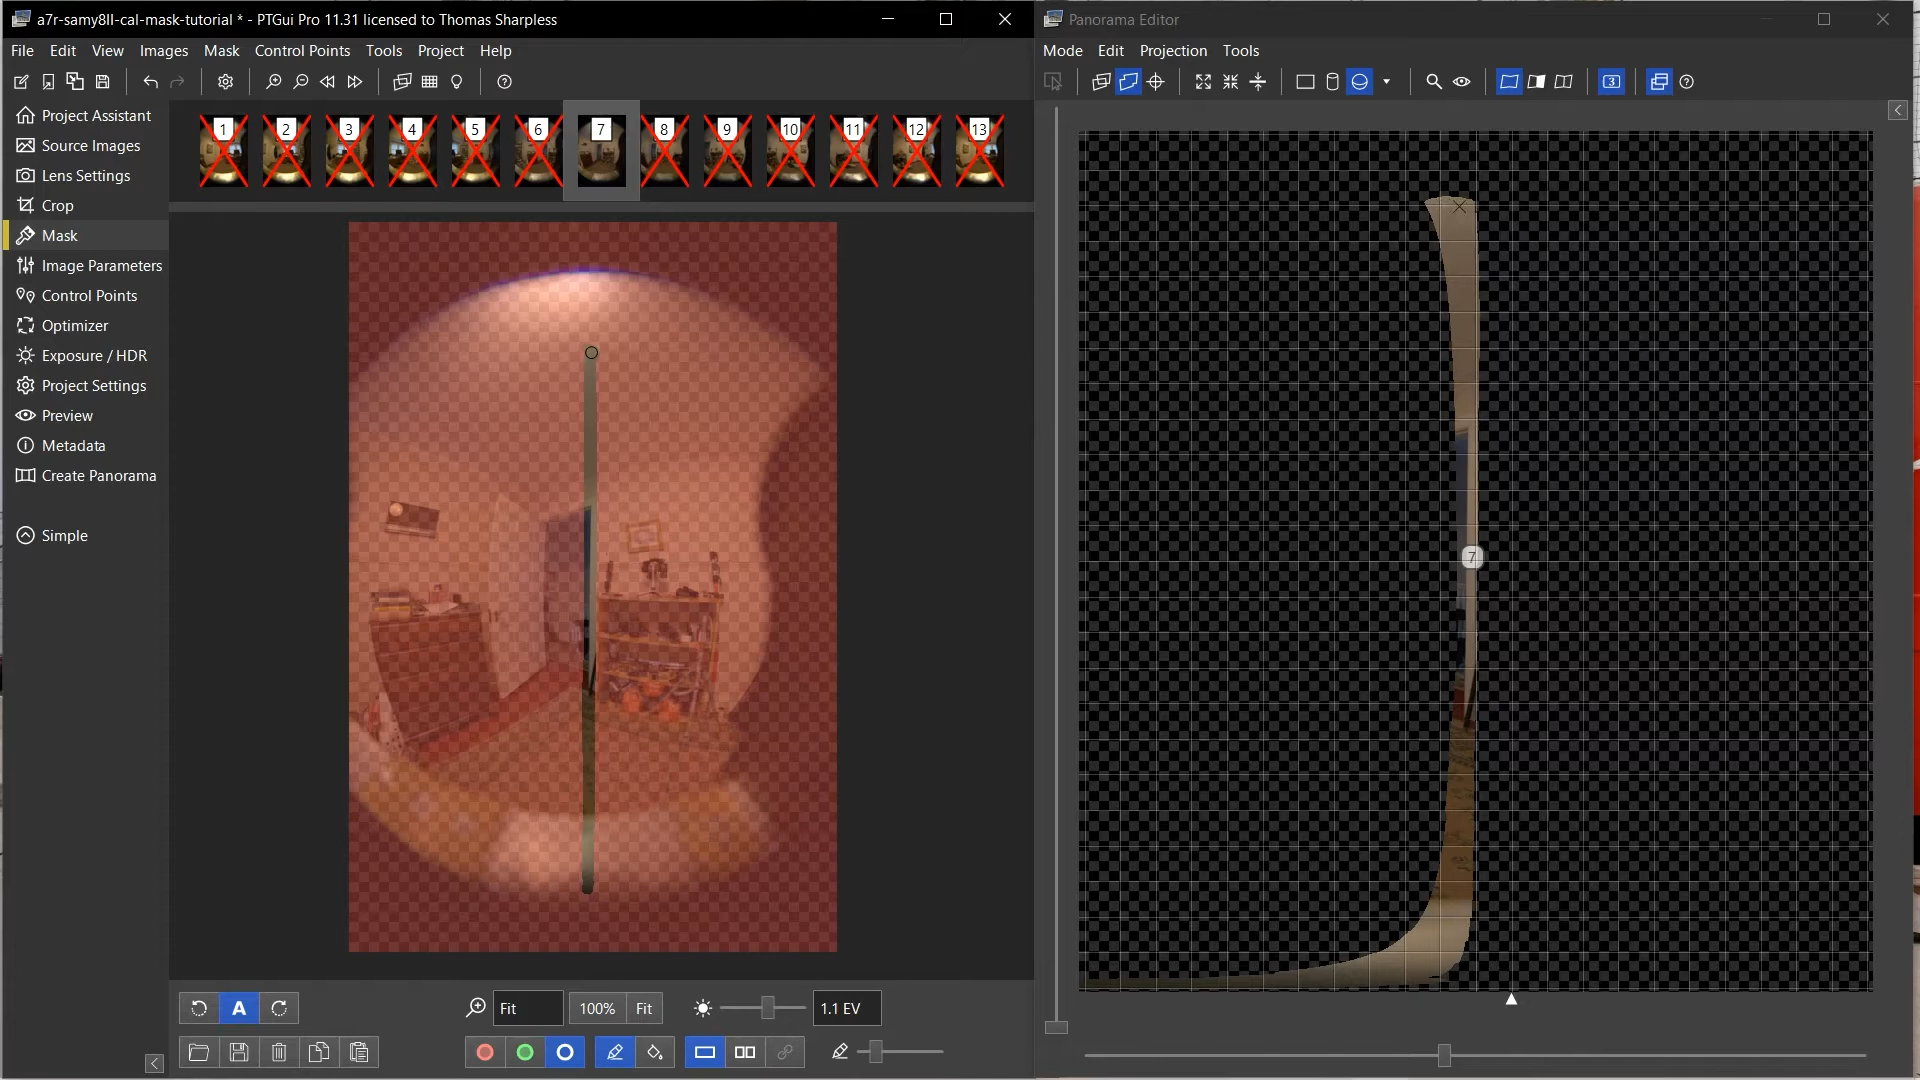 a7r-samy8II-cal-mask-tutorial * - PTGui Pro 11.31 licensed to Thomas Sharpless
Panorama Editor
File Edit View Images Mask Control Points Tools Project Help
Mode Edit Projection Tools
3
Project Assistant
Source Images
Lens Settings
Crop
Mask
Image Parameters
Control Points
Optimizer
Exposure / HDR
Project Settings
Preview
Metadata
Create Panorama
Simple
1 2 3 4 5 6 7 8 9 10 11 12 13
7
A
Fit
100%
Fit
1.1 EV